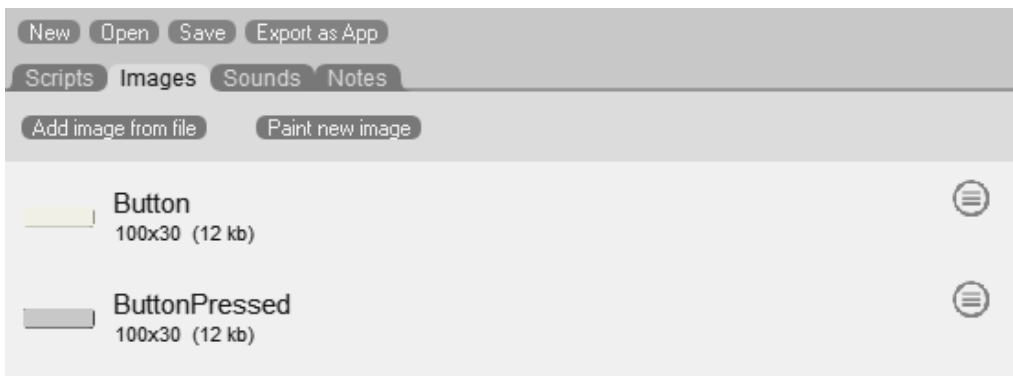 New Open Save Export as App
Scripts Images Sounds Notes
Add image from file Paint new image
Button
100x30 (12 kb)
ButtonPressed
100x30 (12 kb)